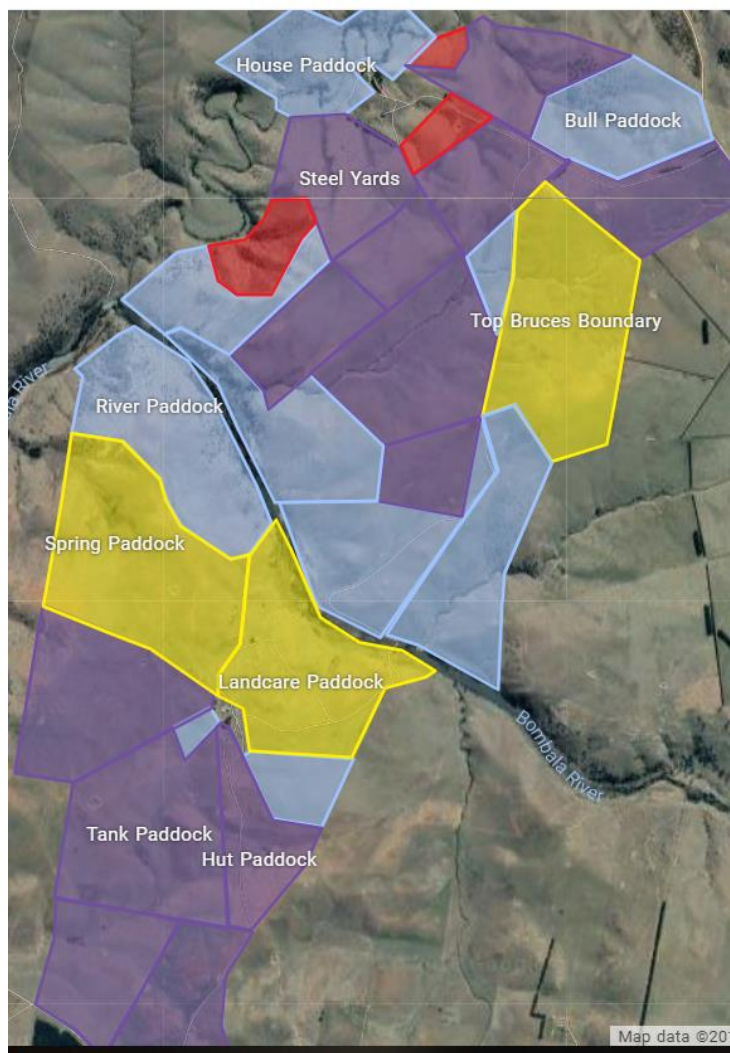 House Paddock
Bull Paddock
Steel Yards
Top Bruces Boundary
River Paddock
Spring Paddock
Landcare Paddock
Bombala River
Tank Paddock
Hut Paddock
Map data ©201